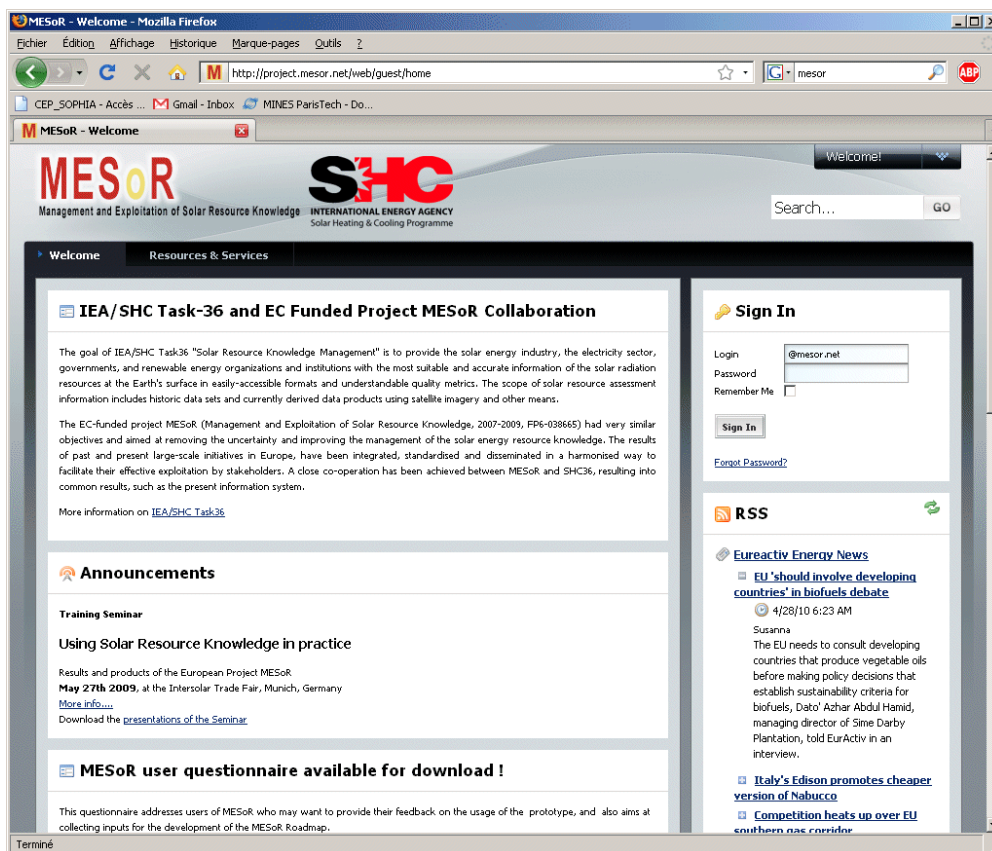 MESoR - Welcome - Mozilla Firefox
Fichier Édition Affichage Historique Marque-pages Outils ?
M http://project.mesor.net/web/guest/home G mesor ABP
CEP_SOPHIA - Accès ... Gmail - Inbox MINES ParisTech - Do...
M MESoR - Welcome
Welcome!
MESoR
Management and Exploitation of Solar Resource Knowledge
SHC
INTERNATIONAL ENERGY AGENCY
Solar Heating & Cooling Programme
Search... GO
Welcome Resources & Services
IEA/SHC Task-36 and EC Funded Project MESoR Collaboration
The goal of IEA/SHC Task36 "Solar Resource Knowledge Management" is to provide the solar energy industry, the electricity sector,
governments, and renewable energy organizations and institutions with the most suitable and accurate information of the solar radiation
resources at the Earth's surface in easily-accessible formats and understandable quality metrics. The scope of solar resource assessment
information includes historic data sets and currently derived data products using satellite imagery and other means.
The EC-funded project MESoR (Management and Exploitation of Solar Resource Knowledge, 2007-2009, FP6-038665) had very similar
objectives and aimed at removing the uncertainty and improving the management of the solar energy resource knowledge. The results
of past and present large-scale initiatives in Europe, have been integrated, standardised and disseminated in a harmonised way to
facilitate their effective exploitation by stakeholders. A close co-operation has been achieved between MESoR and SHC36, resulting into
common results, such as the present information system.
More information on IEA/SHC Task36
Announcements
Training Seminar
Using Solar Resource Knowledge in practice
Results and products of the European Project MESoR
May 27th 2009, at the Intersolar Trade Fair, Munich, Germany
More info....
Download the presentations of the Seminar
MESoR user questionnaire available for download !
This questionnaire addresses users of MESoR who may want to provide their feedback on the usage of the prototype, and also aims at
collecting inputs for the development of the MESoR Roadmap.
Sign In
Login @mesor.net
Password
Remember Me
Sign In
Forgot Password?
RSS
Eureactiv Energy News
EU 'should involve developing
countries' in biofuels debate
4/28/10 6:23 AM
Susanna
The EU needs to consult developing
countries that produce vegetable oils
before making policy decisions that
establish sustainability criteria for
biofuels, Dato' Azhar Abdul Hamid,
managing director of Sime Darby
Plantation, told EurActiv in an
interview.
Italy's Edison promotes cheaper
version of Nabucco
Competition heats up over EU
southern gas corridor
Terminé